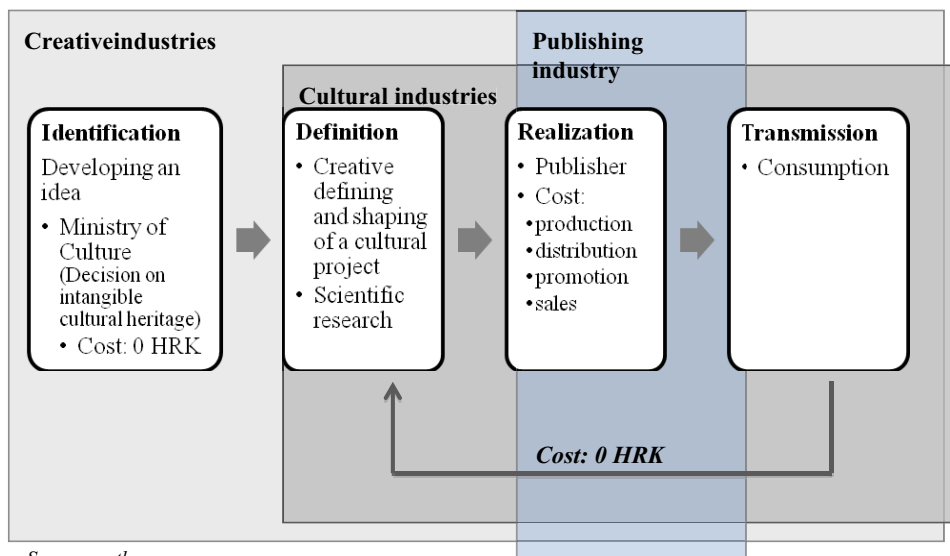 Creativeindustries
Publishing
industry
Cultural industries
Identification
Developing an
idea
• Ministry of
Culture
(Decision on
intangible
cultural heritage)
• Cost: 0 HRK
Definition
• Creative
defining
and shaping
of a cultural
project
• Scientific
research
Realization
• Publisher
• Cost:
•production
•distribution
•promotion
•sales
Transmission
• Consumption
Cost: 0 HRK